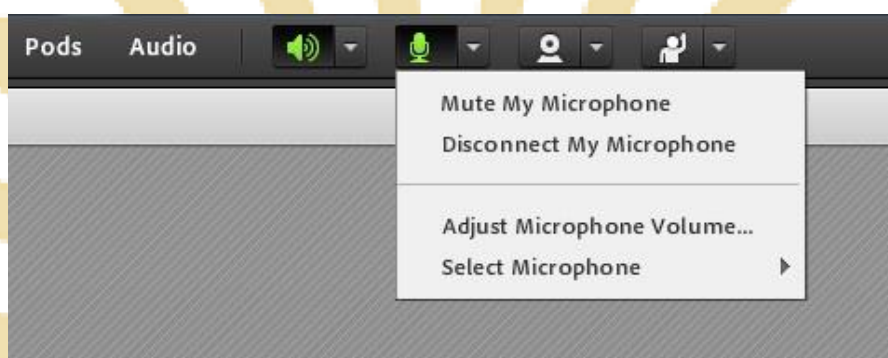 Pods Audio
Mute My Microphone
Disconnect My Microphone
Adjust Microphone Volume...
Select Microphone